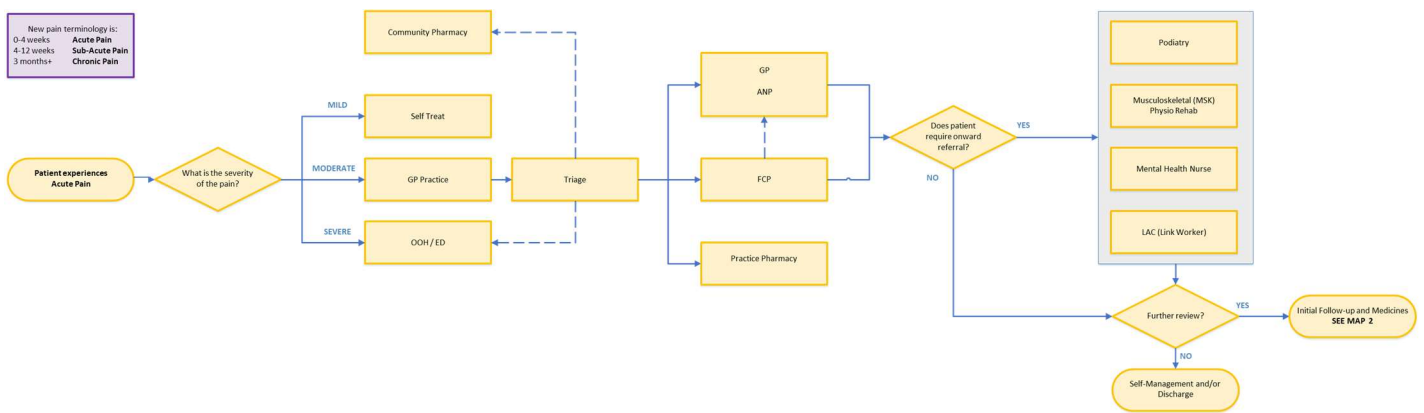 New pain terminology is:
0-4 weeks Acute Pain
4-12 weeks Sub-Acute Pain
3 months+ Chronic Pain
Patient experiences
Acute Pain
What is the severity
of the pain?
MILD
MODERATE
SEVERE
Community Pharmacy
Self Treat
GP Practice
OOH / ED
Triage
GP
ANP
FCP
Practice Pharmacy
Does patient
require onward
referral?
YES
NO
Podiatry
Musculoskeletal (MSK)
Physio Rehab
Mental Health Nurse
LAC (Link Worker)
Further review?
YES
NO
Initial Follow-up and Medicines
SEE MAP 2
Self-Management and/or
Discharge